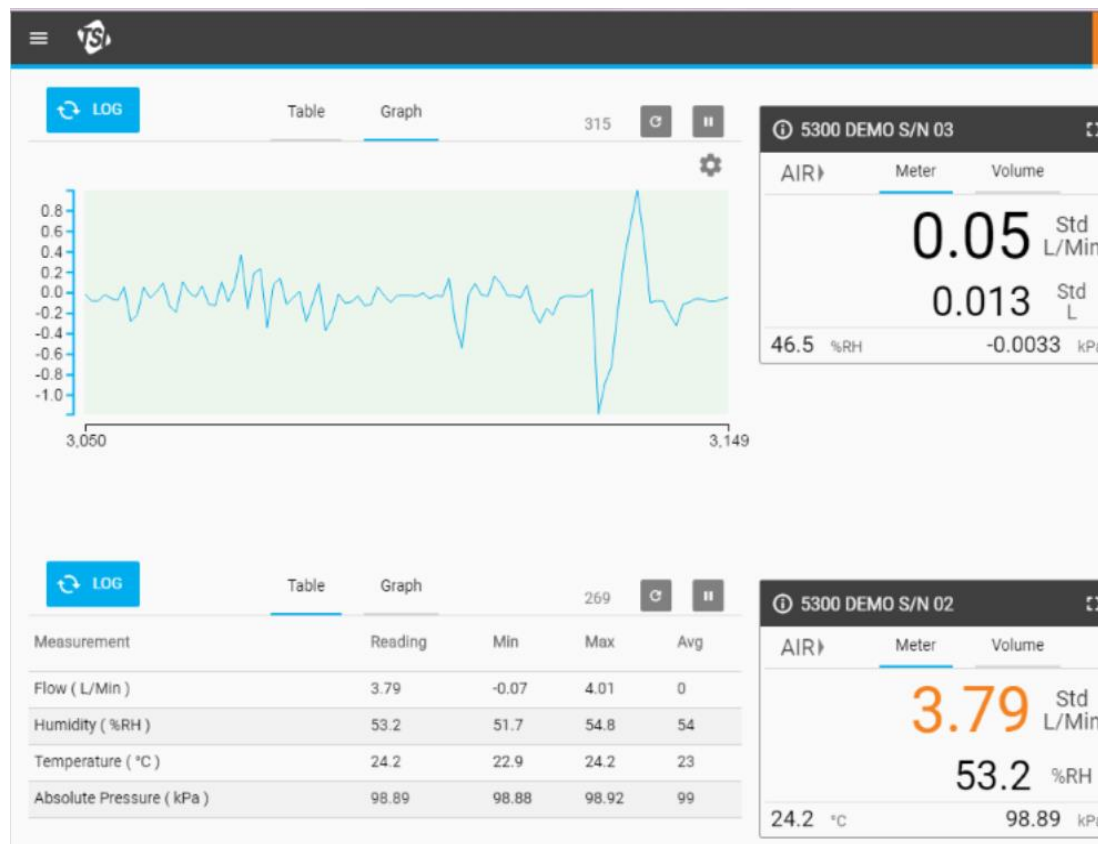 TSI
LOG Table Graph 315
5300 DEMO S/N 03
AIR Meter Volume
0.8
0.6
0.4
0.2
0.0
-0.2
-0.4
-0.6
-0.8
-1.0
3,050 3,149
0.05 Std L/Min
0.013 Std L
46.5 %RH -0.0033 kPa
LOG Table Graph 269
Measurement Reading Min Max Avg
Flow ( L/Min ) 3.79 -0.07 4.01 0
Humidity ( %RH ) 53.2 51.7 54.8 54
Temperature ( °C ) 24.2 22.9 24.2 23
Absolute Pressure ( kPa ) 98.89 98.88 98.92 99
5300 DEMO S/N 02
AIR Meter Volume
3.79 Std L/Min
53.2 %RH
24.2 °C 98.89 kPa